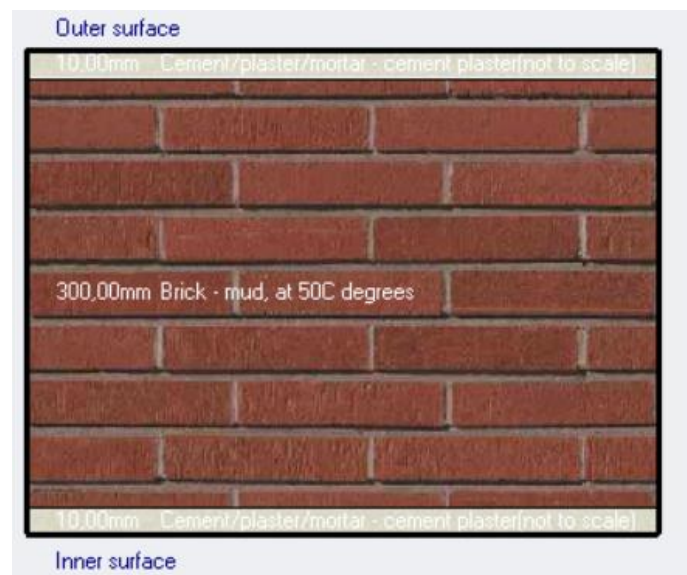 Outer surface
10,00mm Cement/plaster/mortar - cement plaster(not to scale)
300,00mm Brick - mud, at 50C degrees
10,00mm Cement/plaster/mortar - cement plaster(not to scale)
Inner surface